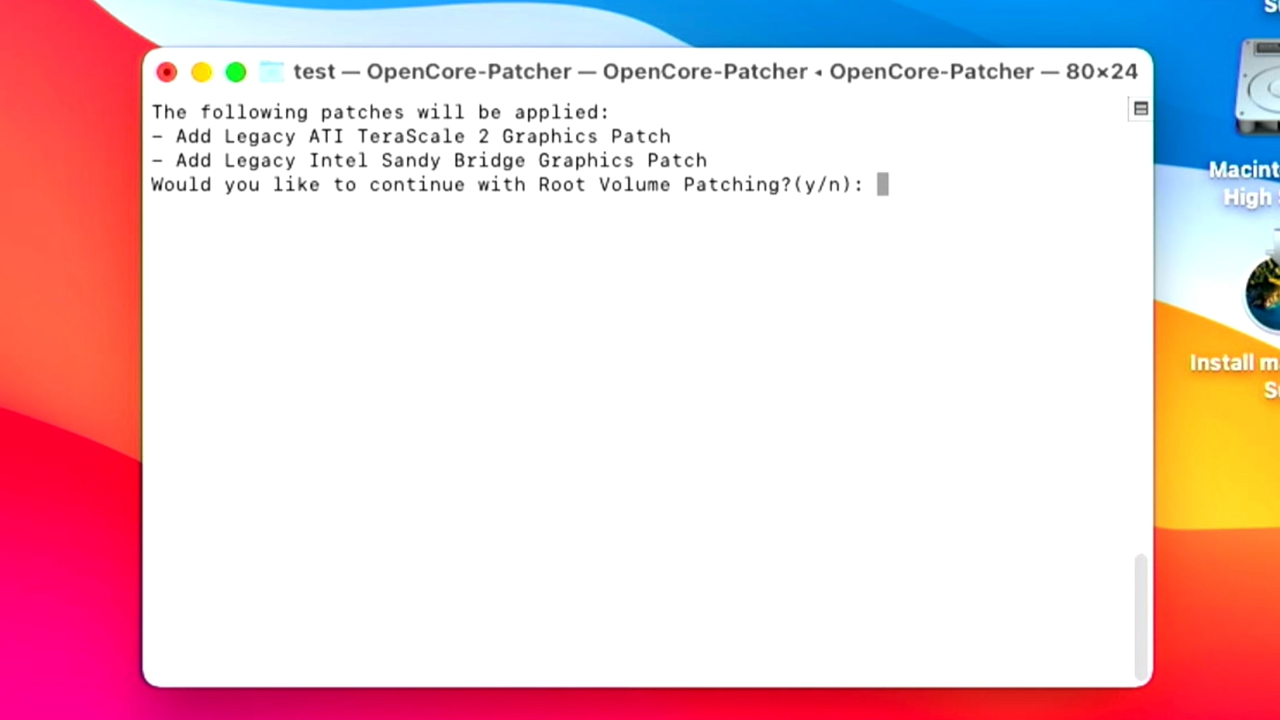 test — OpenCore-Patcher — OpenCore-Patcher ◂ OpenCore-Patcher — 80×24
The following patches will be applied:
- Add Legacy ATI TeraScale 2 Graphics Patch
- Add Legacy Intel Sandy Bridge Graphics Patch
Would you like to continue with Root Volume Patching?(y/n):
High
Install